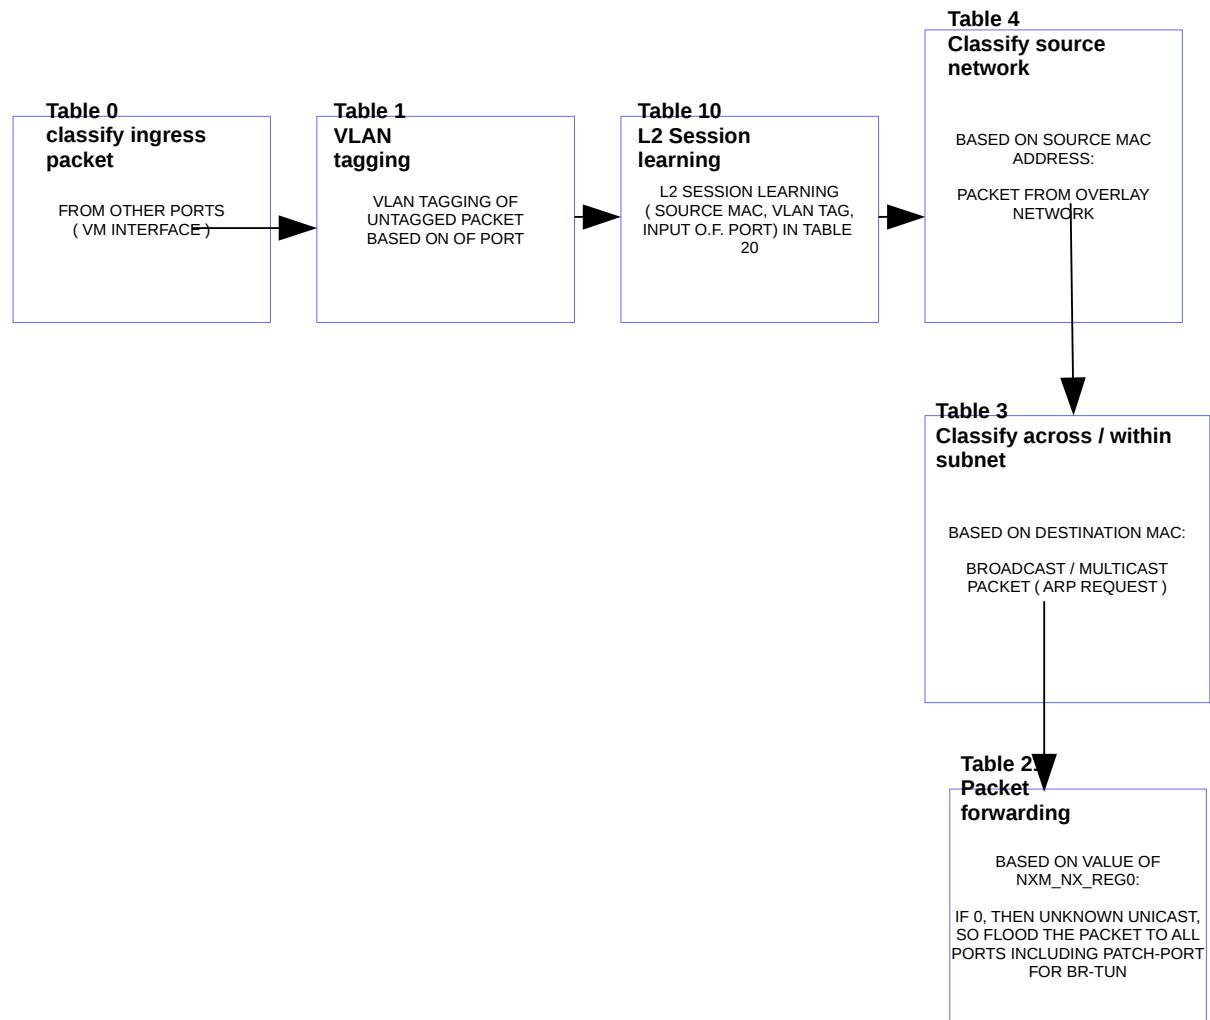 Table 0
classify ingress
packet
FROM OTHER PORTS
( VM INTERFACE )
Table 1
VLAN
tagging
VLAN TAGGING OF
UNTAGGED PACKET
BASED ON OF PORT
Table 10
L2 Session
learning
L2 SESSION LEARNING
( SOURCE MAC, VLAN TAG,
INPUT O.F. PORT) IN TABLE
20
Table 4
Classify source
network
BASED ON SOURCE MAC
ADDRESS:
PACKET FROM OVERLAY
NETWORK
Table 3
Classify across / within
subnet
BASED ON DESTINATION MAC:
BROADCAST / MULTICAST
PACKET ( ARP REQUEST )
Table
Packet
forwarding
BASED ON VALUE OF
NXM_NX_REG0:
IF 0, THEN UNKNOWN UNICAST,
SO FLOOD THE PACKET TO ALL
PORTS INCLUDING PATCH-PORT
FOR BR-TUN